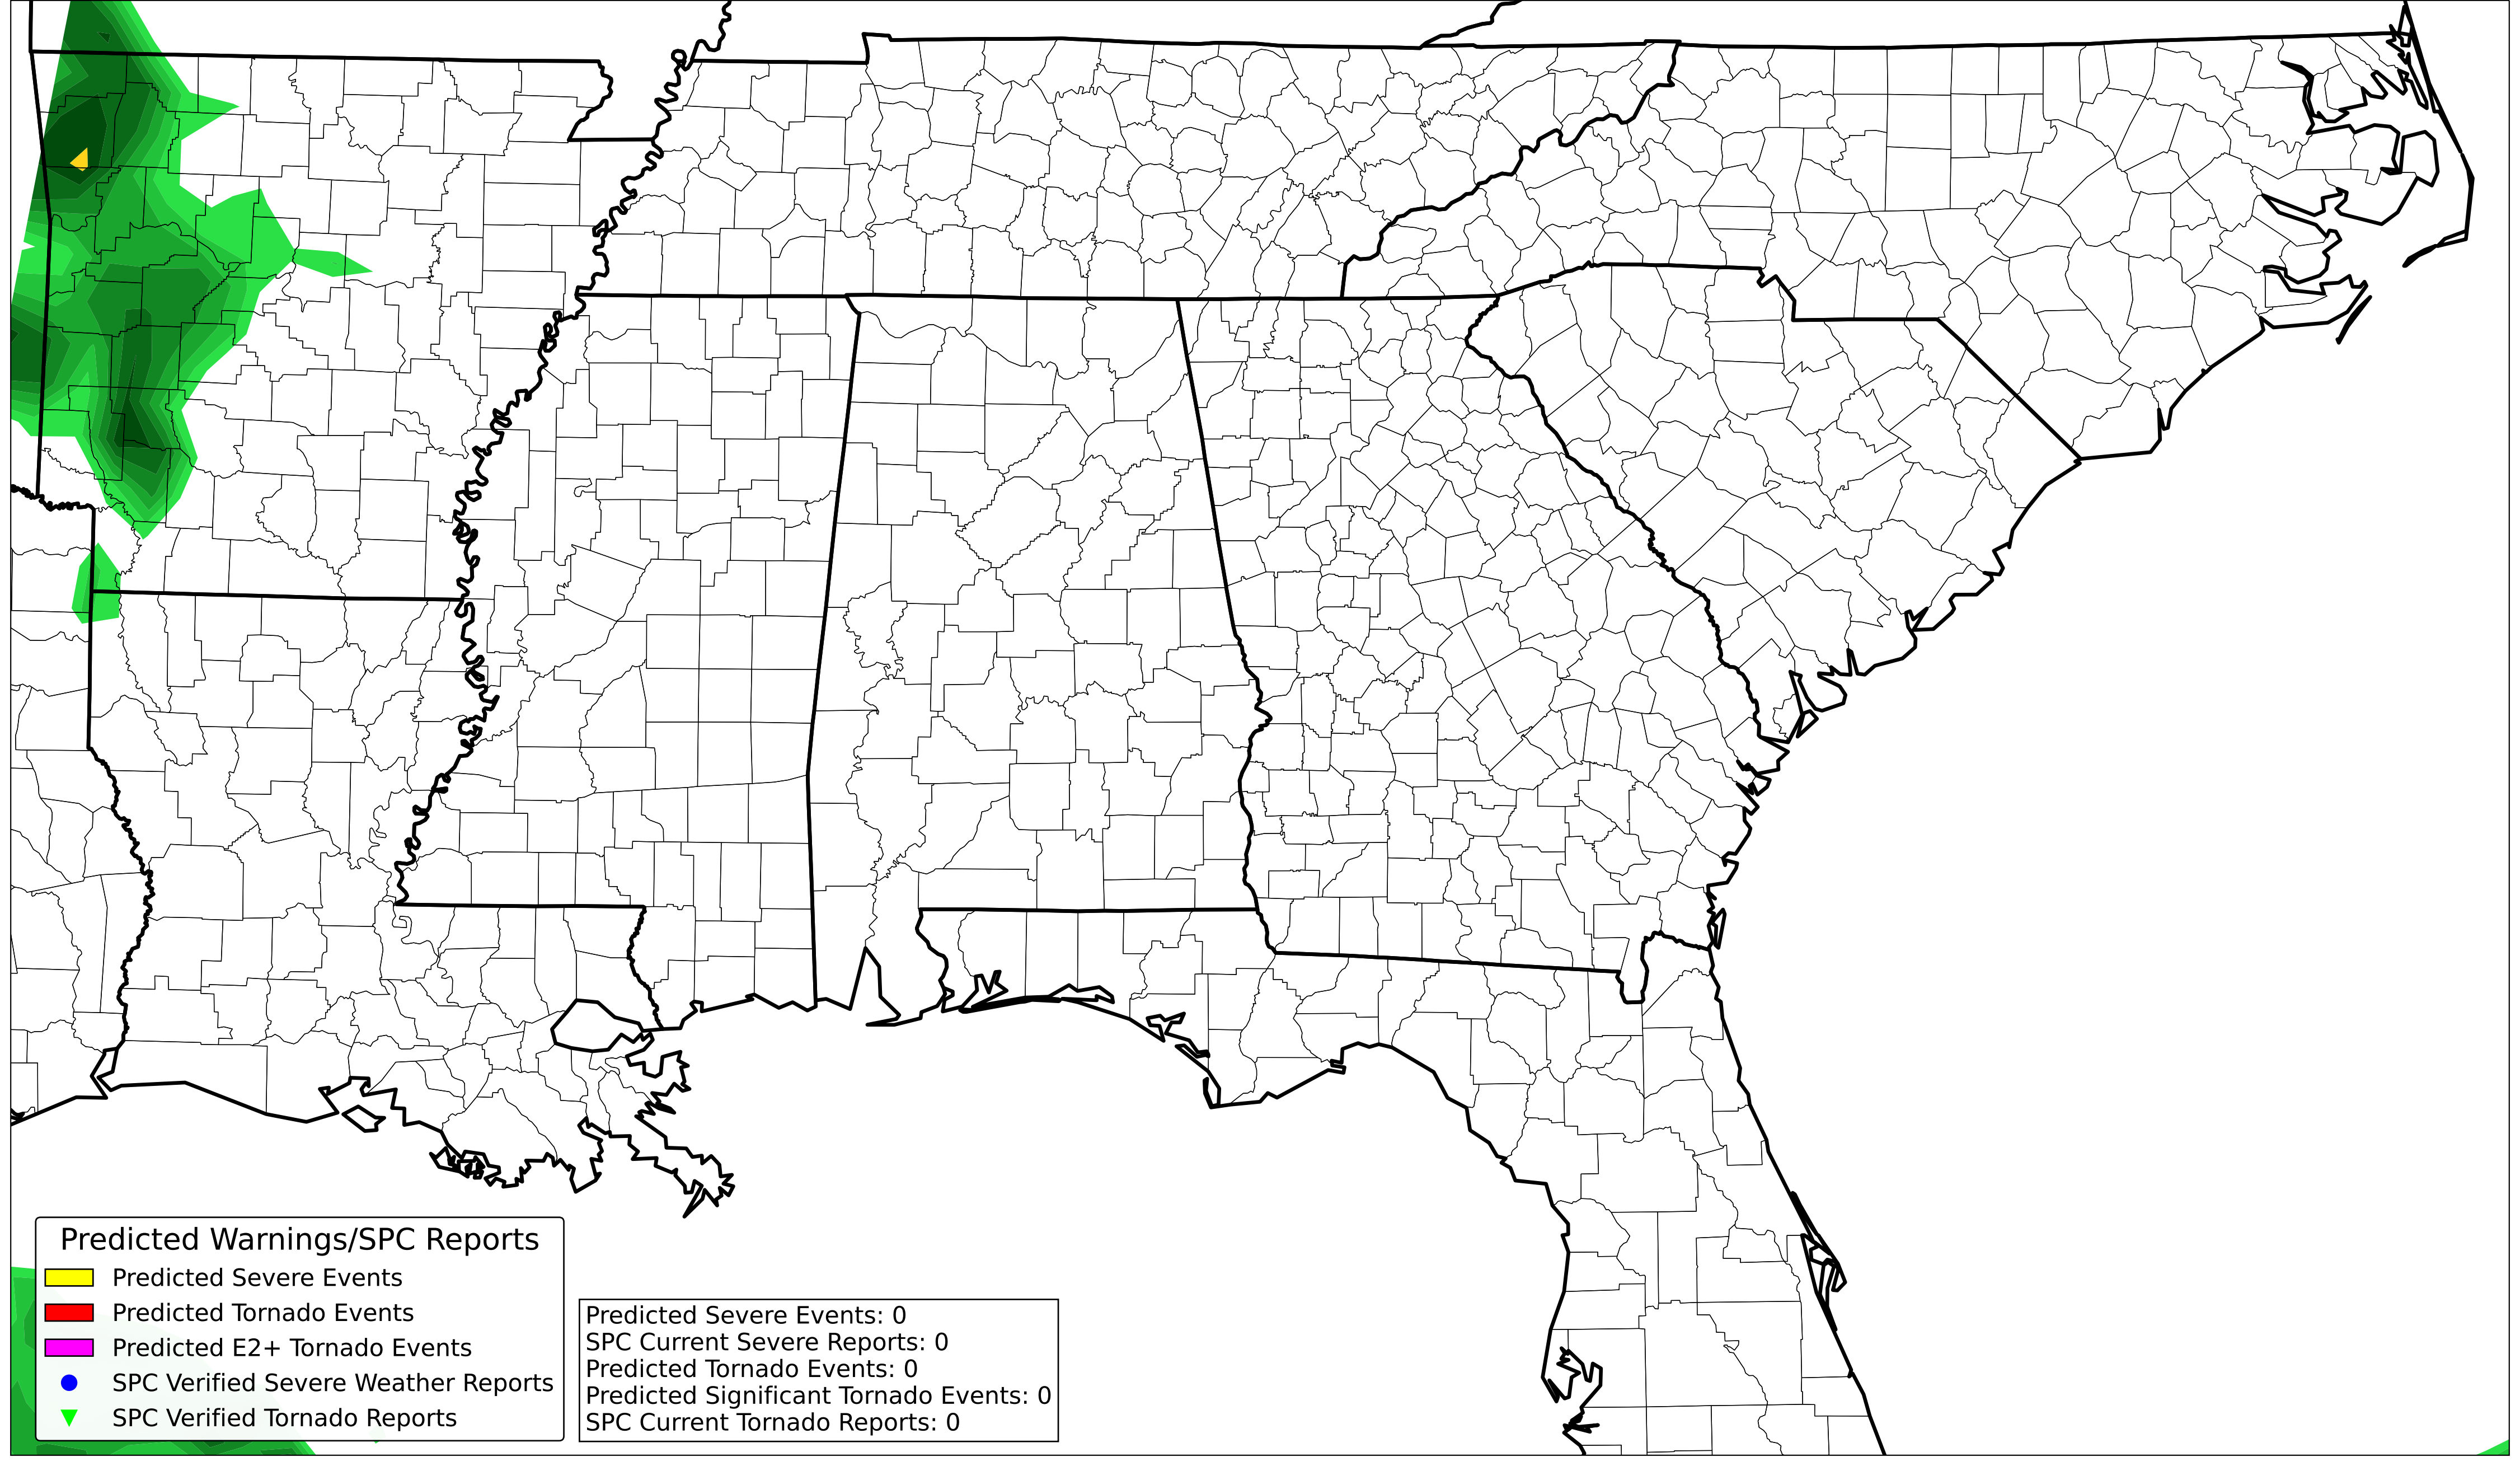 Predicted Warnings/SPC Reports
Predicted Severe Events
Predicted Tornado Events
Predicted E2+ Tornado Events
SPC Verified Severe Weather Reports
SPC Verified Tornado Reports
Predicted Severe Events: 0
SPC Current Severe Reports: 0
Predicted Tornado Events: 0
Predicted Significant Tornado Events: 0
SPC Current Tornado Reports: 0